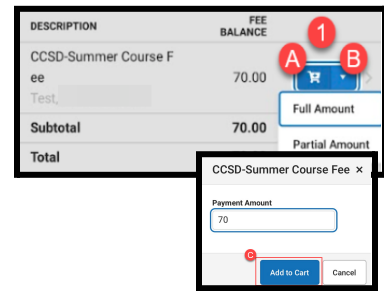 DESCRIPTION FEE BALANCE
1
A B
CCSD-Summer Course Fee 70.00
Test,
Full Amount
Subtotal 70.00
Partial Amount
Total
CCSD-Summer Course Fee ×
Payment Amount
70
C
Add to Cart Cancel